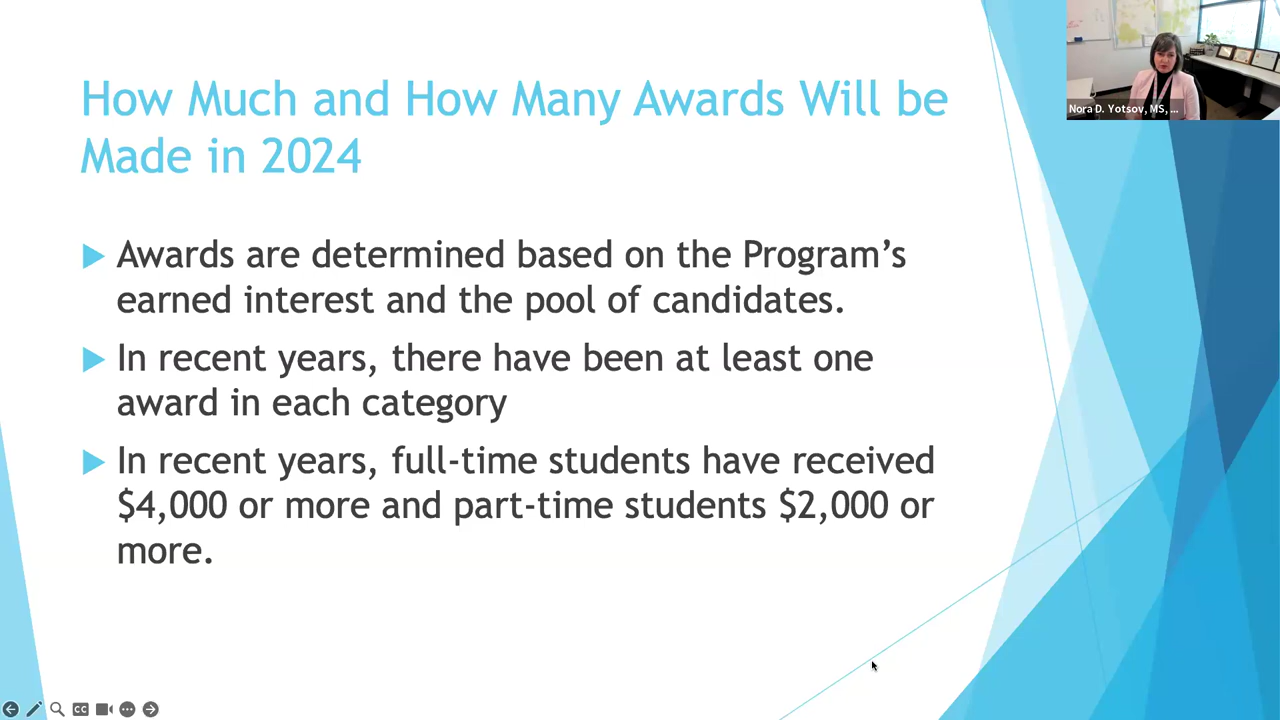 How Much and How Many Awards Will be
Made in 2024
Awards are determined based on the Program’s
earned interest and the pool of candidates.
In recent years, there have been at least one
award in each category
In recent years, full-time students have received
$4,000 or more and part-time students $2,000 or
more.
Nora D. Yotsov, MS, ...
CC